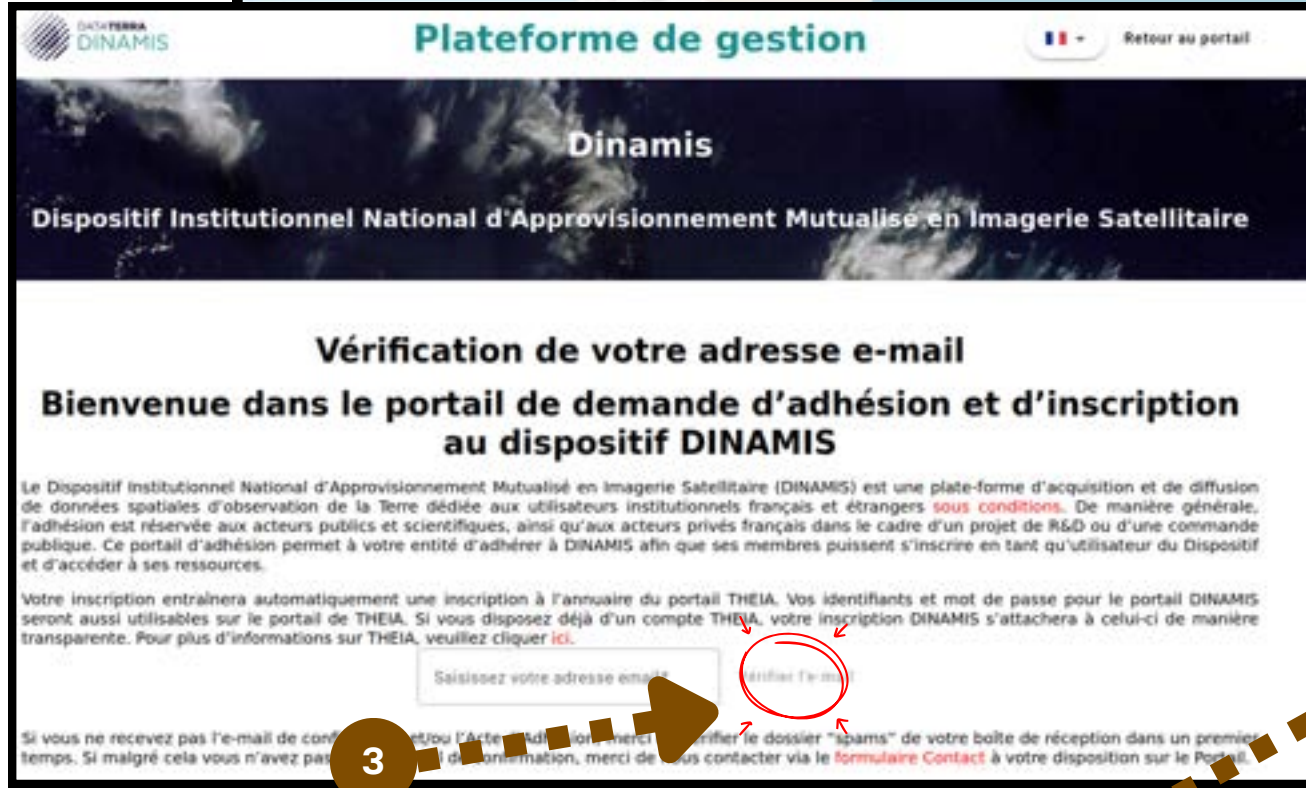 DATA TERRA
DINAMIS
Plateforme de gestion
Retour au portail
Dinamis
Dispositif Institutionnel National d'Approvisionnement Mutualisé en Imagerie Satellitaire
Vérification de votre adresse e-mail
Bienvenue dans le portail de demande d’adhésion et d’inscription
au dispositif DINAMIS
Le Dispositif Institutionnel National d’Approvisionnement Mutualisé en Imagerie Satellitaire (DINAMIS) est une plate-forme d’acquisition et de diffusion
de données spatiales d’observation de la Terre dédiée aux utilisateurs institutionnels français et étrangers sous conditions. De manière générale,
l’adhésion est réservée aux acteurs publics et scientifiques, ainsi qu’aux acteurs privés français dans le cadre d’un projet de R&D ou d’une commande
publique. Ce portail d’adhésion permet à votre entité d’adhérer à DINAMIS afin que ses membres puissent s’inscrire en tant qu’utilisateur du Dispositif
et d’accéder à ses ressources.
Votre inscription entraînera automatiquement une inscription à l’annuaire du portail THEIA. Vos identifiants et mot de passe pour le portail DINAMIS
seront aussi utilisables sur le portail de THEIA. Si vous disposez déjà d’un compte THEIA, votre inscription DINAMIS s’attachera à celui-ci de manière
transparente. Pour plus d’informations sur THEIA, veuillez cliquer ici.
Saisissez votre adresse email*
Vérifier l'e-mail
Si vous ne recevez pas l’e-mail de et/ou l’Acte merci vérifier le dossier “spams” de votre boîte de réception dans un premier
temps. Si malgré cela vous n’avez pas merci de nous contacter via le formulaire Contact à votre disposition sur le Portail.
3